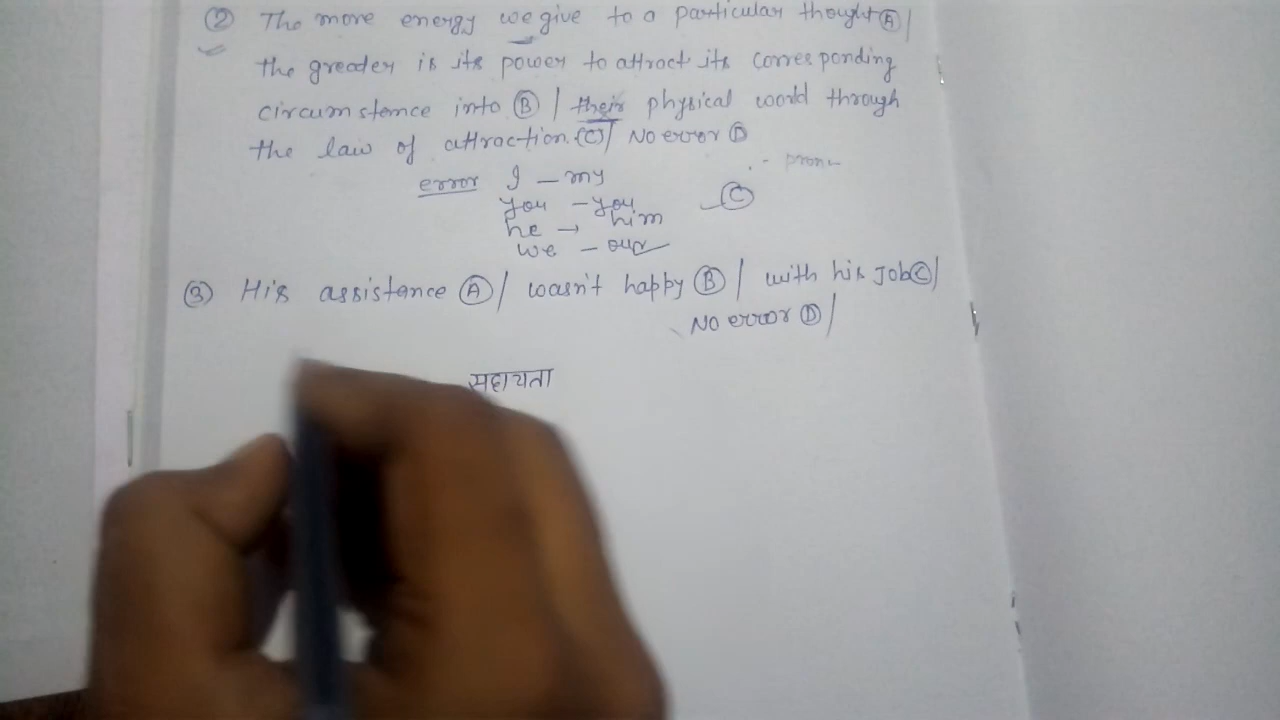 ② The more energy we give to a particular thought Ⓐ/
the greater is its power to attract its corresponding
circumstance into Ⓑ / their physical world through
the law of attraction. (C)/ No error Ⓓ
error I – my
you – you Ⓒ
he → him
we – our
③ His assistance Ⓐ / wasn't happy Ⓑ / with his Job Ⓒ/
No error Ⓓ/
सहायता